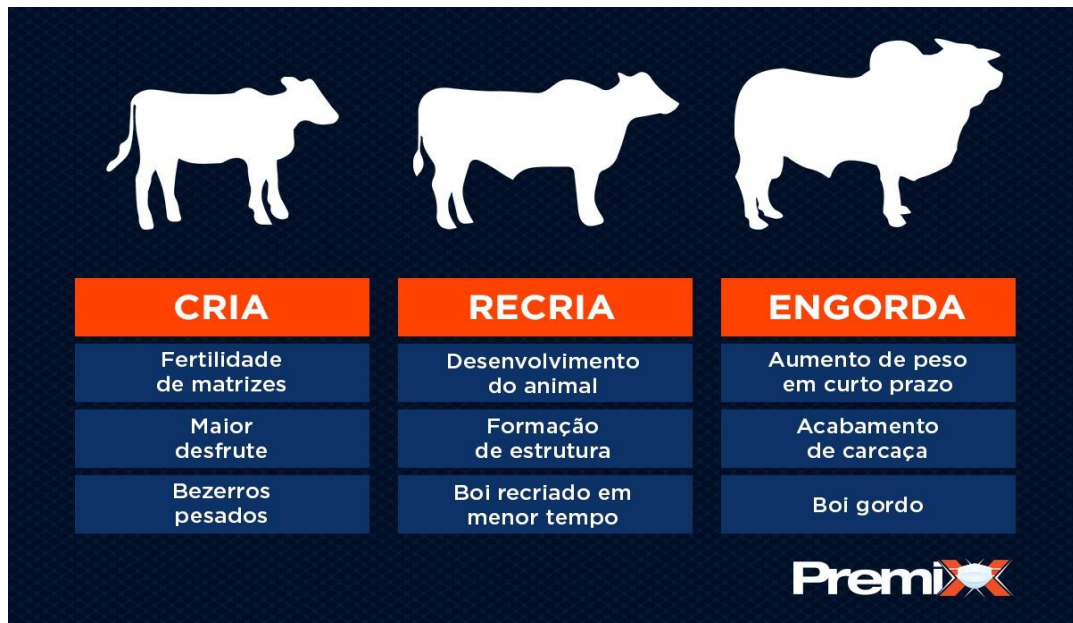 CRIA
Fertilidade
de matrizes
Maior
desfrute
Bezerros
pesados
RECRIA
Desenvolvimento
do animal
Formação
de estrutura
Boi recriado em
menor tempo
ENGORDA
Aumento de peso
em curto prazo
Acabamento
de carcaça
Boi gordo
PremiX